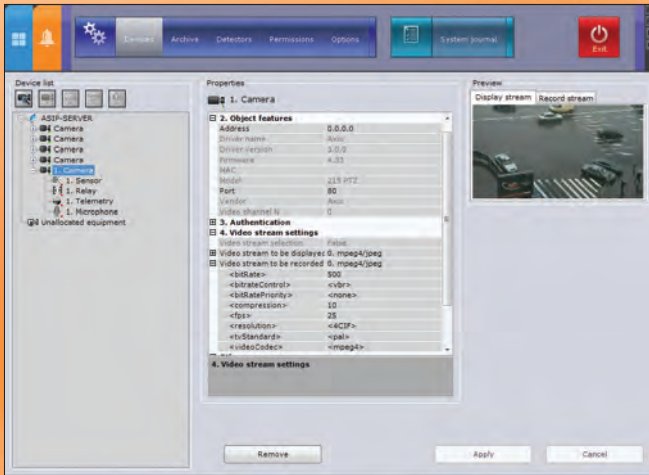 Devices Archive Detectors Permissions Options System journal Exit
Device list
ASIP-SERVER
Camera
Camera
Camera
Camera
1. Camera
1. Sensor
1. Relay
1. Telemetry
1. Microphone
Unallocated equipment
Properties
1. Camera
2. Object features
Address 0.0.0.0
Driver name Axis
Driver version 3.0.0
Firmware 4.33
MAC
Model 215 PTZ
Port 80
Vendor Axis
Video channel N 0
3. Authentication
4. Video stream settings
Video stream selection False
Video stream to be displayed 0. mpeg4/jpeg
Video stream to be recorded 0. mpeg4/jpeg
<bitRate> 500
<bitrateControl> <vbr>
<bitRatePriority> <none>
<compression> 10
<fps> 25
<resolution> <4CIF>
<tvStandard> <pal>
<videoCodec> <mpeg4>
4. Video stream settings
Preview
Display stream Record stream
Remove Apply Cancel